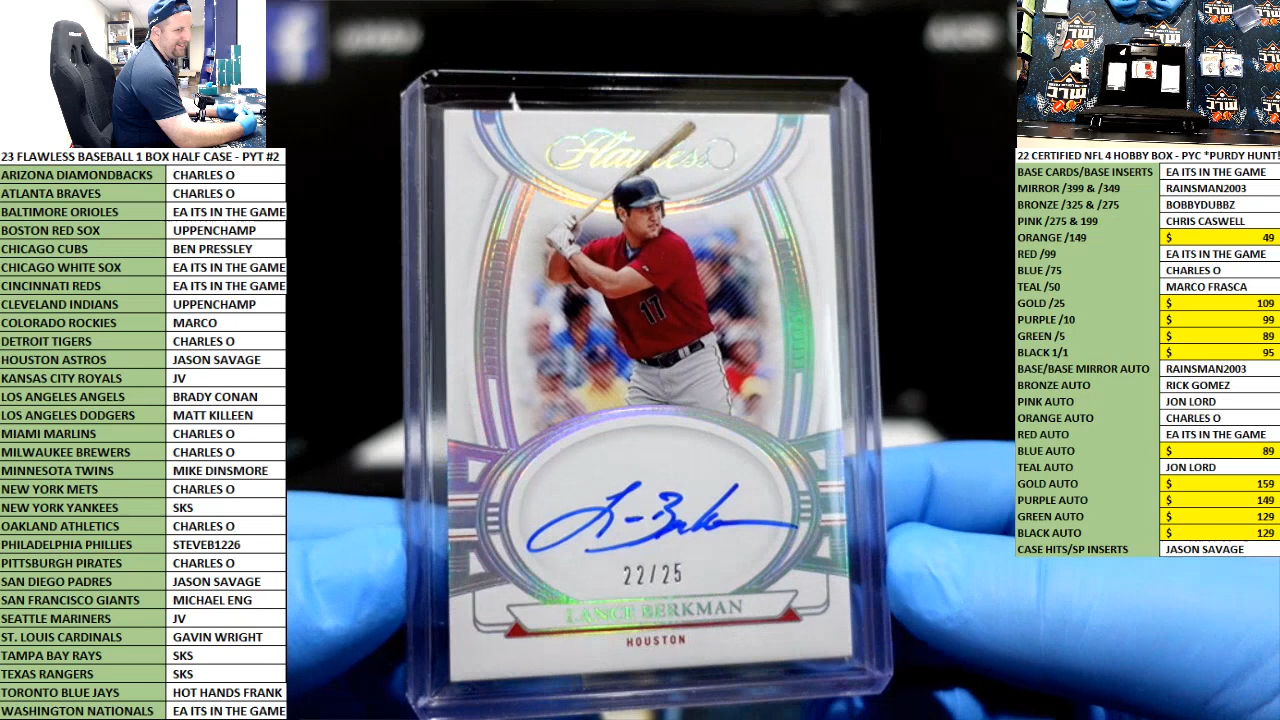 23 FLAWLESS BASEBALL 1 BOX HALF CASE - PYT #2
ARIZONA DIAMONDBACKS CHARLES O
ATLANTA BRAVES CHARLES O
BALTIMORE ORIOLES EA ITS IN THE GAME
BOSTON RED SOX UPPENCHAMP
CHICAGO CUBS BEN PRESSLEY
CHICAGO WHITE SOX EA ITS IN THE GAME
CINCINNATI REDS EA ITS IN THE GAME
CLEVELAND INDIANS UPPENCHAMP
COLORADO ROCKIES MARCO
DETROIT TIGERS CHARLES O
HOUSTON ASTROS JASON SAVAGE
KANSAS CITY ROYALS JV
LOS ANGELES ANGELS BRADY CONAN
LOS ANGELES DODGERS MATT KILLEEN
MIAMI MARLINS CHARLES O
MILWAUKEE BREWERS CHARLES O
MINNESOTA TWINS MIKE DINSMORE
NEW YORK METS CHARLES O
NEW YORK YANKEES SKS
OAKLAND ATHLETICS CHARLES O
PHILADELPHIA PHILLIES STEVEB1226
PITTSBURGH PIRATES CHARLES O
SAN DIEGO PADRES JASON SAVAGE
SAN FRANCISCO GIANTS MICHAEL ENG
SEATTLE MARINERS JV
ST. LOUIS CARDINALS GAVIN WRIGHT
TAMPA BAY RAYS SKS
TEXAS RANGERS SKS
TORONTO BLUE JAYS HOT HANDS FRANK
WASHINGTON NATIONALS EA ITS IN THE GAME
Flawless
17
L Berkman
22/25
LANCE BERKMAN
HOUSTON
22 CERTIFIED NFL 4 HOBBY BOX - PYC *PURDY HUNT!
BASE CARDS/BASE INSERTS EA ITS IN THE GAME
MIRROR /399 & /349 RAINSMAN2003
BRONZE /325 & /275 BOBBYDUBBZ
PINK /275 & 199 CHRIS CASWELL
ORANGE /149 $ 49
RED /99 EA ITS IN THE GAME
BLUE /75 CHARLES O
TEAL /50 MARCO FRASCA
GOLD /25 $ 109
PURPLE /10 $ 99
GREEN /5 $ 89
BLACK 1/1 $ 95
BASE/BASE MIRROR AUTO RAINSMAN2003
BRONZE AUTO RICK GOMEZ
PINK AUTO JON LORD
ORANGE AUTO CHARLES O
RED AUTO EA ITS IN THE GAME
BLUE AUTO $ 89
TEAL AUTO JON LORD
GOLD AUTO $ 159
PURPLE AUTO $ 149
GREEN AUTO $ 129
BLACK AUTO $ 129
CASE HITS/SP INSERTS JASON SAVAGE